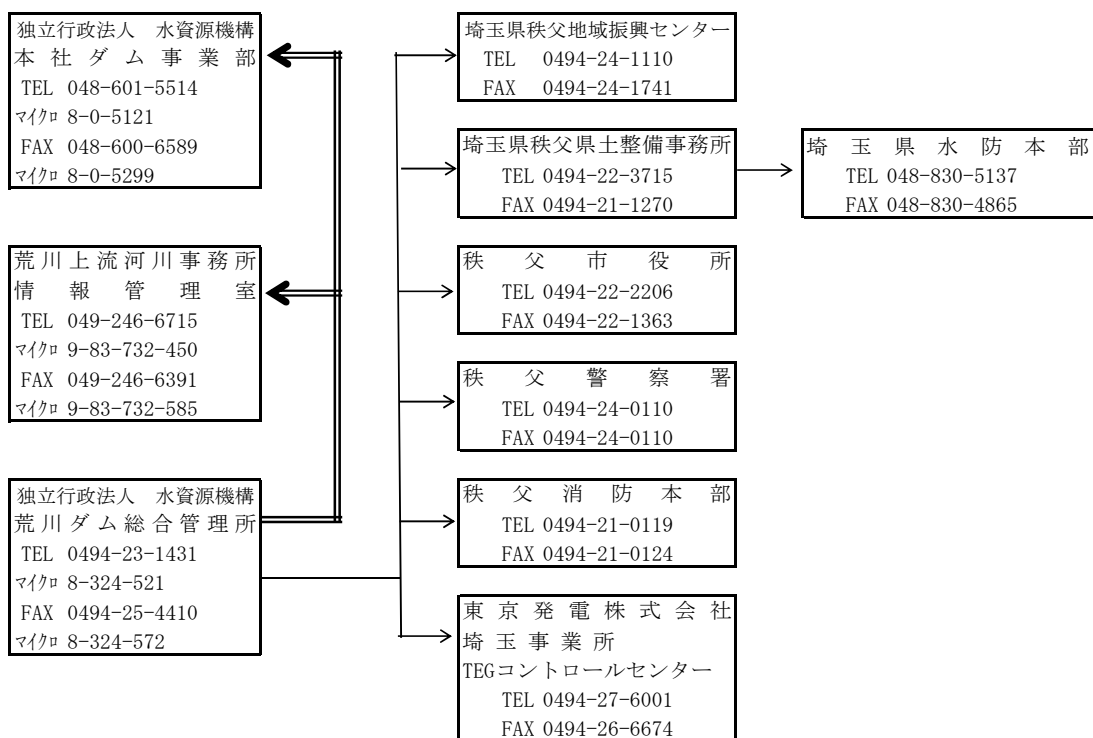 独立行政法人　水資源機構
本社ダム事業部
TEL 048-601-5514
ﾏｲｸﾛ 8-0-5121
FAX 048-600-6589
ﾏｲｸﾛ 8-0-5299
荒川上流河川事務所
情報管理室
TEL 049-246-6715
ﾏｲｸﾛ 9-83-732-450
FAX 049-246-6391
ﾏｲｸﾛ 9-83-732-585
独立行政法人　水資源機構
荒川ダム総合管理所
TEL 0494-23-1431
ﾏｲｸﾛ 8-324-521
FAX 0494-25-4410
ﾏｲｸﾛ 8-324-572
埼玉県秩父地域振興センター
TEL 0494-24-1110
FAX 0494-24-1741
埼玉県秩父県土整備事務所
TEL 0494-22-3715
FAX 0494-21-1270
埼玉県水防本部
TEL 048-830-5137
FAX 048-830-4865
秩父市役所
TEL 0494-22-2206
FAX 0494-22-1363
秩父警察署
TEL 0494-24-0110
FAX 0494-24-0110
秩父消防本部
TEL 0494-21-0119
FAX 0494-21-0124
東京発電株式会社
埼玉事業所
TEGコントロールセンター
TEL 0494-27-6001
FAX 0494-26-6674